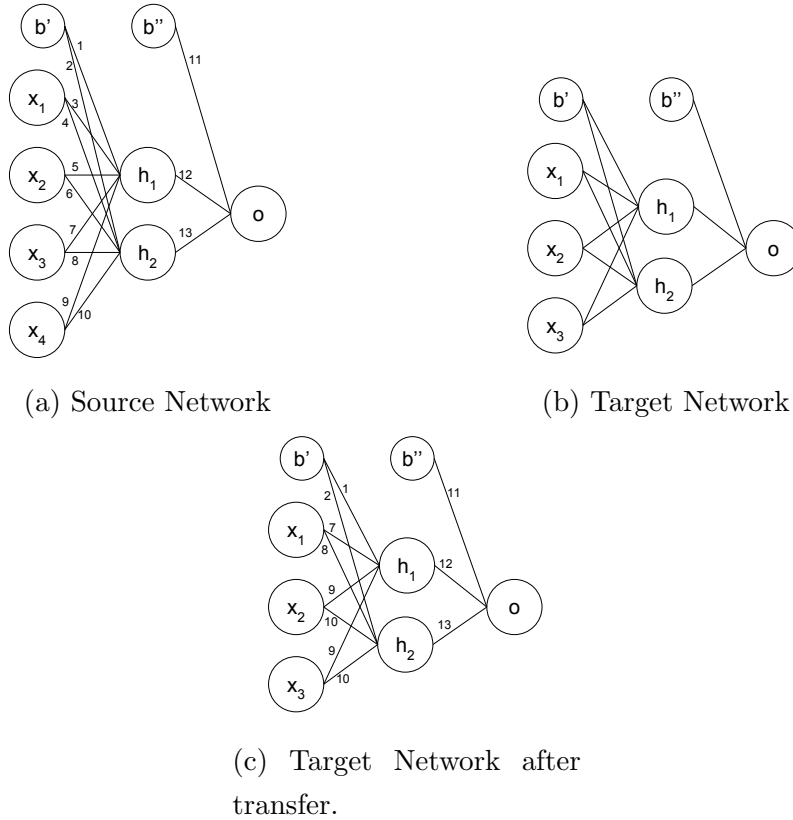 b' b''
1
11
2
x1
3
4
x2
5
h1
12
6
o
7
13
x3
8
h2
9
10
x4
(a) Source Network
b' b''
x1
h1
x2
o
h2
x3
(b) Target Network
b' b''
2 1 11
x1
7
8
h1
12
9
x2
10
o
13
9
h2
x3
10
(c) Target Network after
transfer.